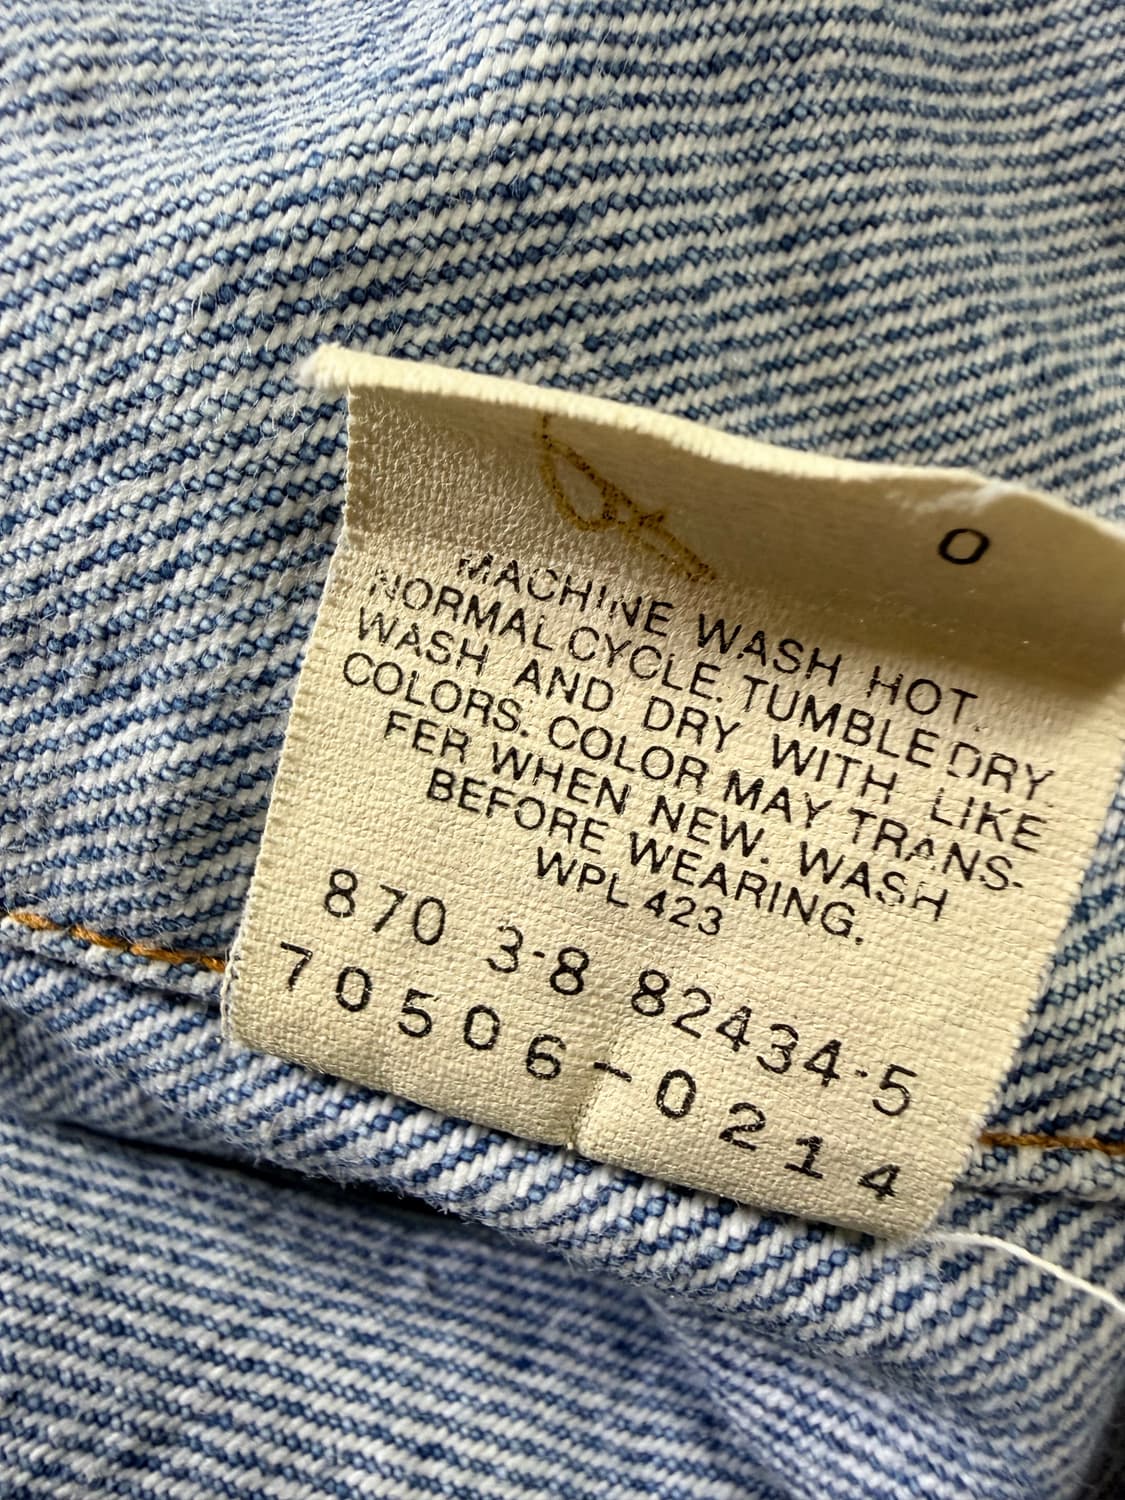 O
MACHINE WASH HOT
NORMAL CYCLE. TUMBLE DRY.
WASH AND DRY WITH LIKE
COLORS. COLOR MAY TRANS-
FER WHEN NEW. WASH
BEFORE WEARING.
WPL 423
870 3-8 82434-5
70506-0214